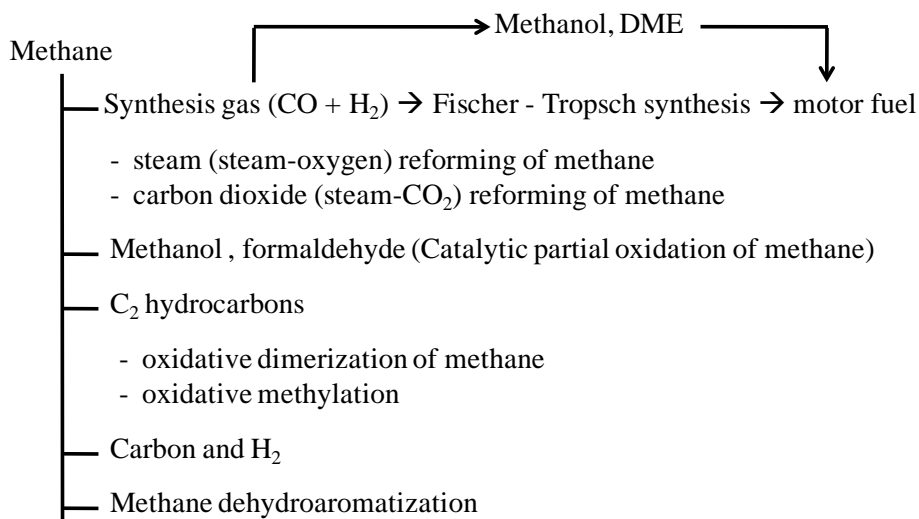 Methanol, DME
Methane
Synthesis gas (CO + H₂) → Fischer - Tropsch synthesis → motor fuel
- steam (steam-oxygen) reforming of methane
- carbon dioxide (steam-CO₂) reforming of methane
Methanol , formaldehyde (Catalytic partial oxidation of methane)
C₂ hydrocarbons
- oxidative dimerization of methane
- oxidative methylation
Carbon and H₂
Methane dehydroaromatization